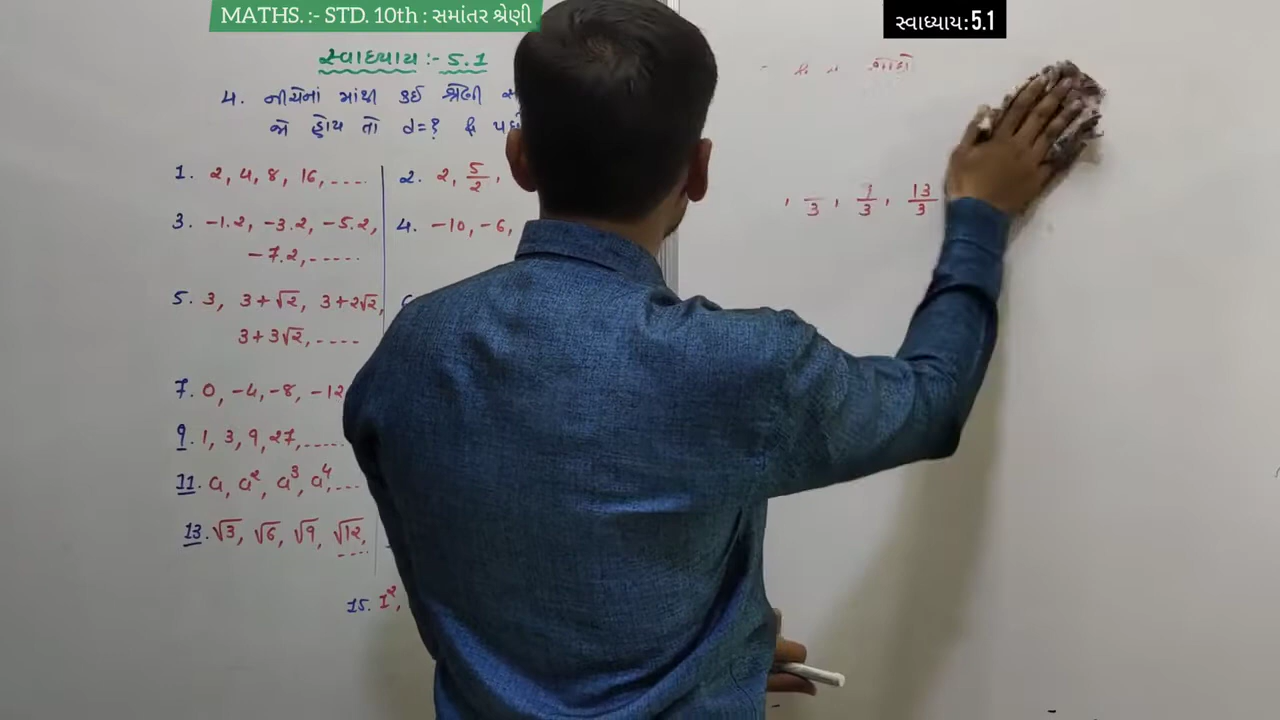 MATHS. :- STD. 10th : સમાંતર શ્રેણી
સ્વાધ્યાય: 5.1
સ્વાધ્યાય :- 5.1
4. નીચેનાં માંથી કઈ શ્રેણી
જો હોય તો d=?
1. 2, 4, 8, 16, ....
2. 2, 5/2,
3. -1.2, -3.2, -5.2,
-7.2, .....
4. -10, -6,
5. 3, 3+√2, 3+2√2,
3+3√2, ....
7. 0, -4, -8, -12
9. 1, 3, 9, 27, .....
11. a, a², a³, a⁴, ...
13. √3, √6, √9, √12, ...
15. 1²,
13/3